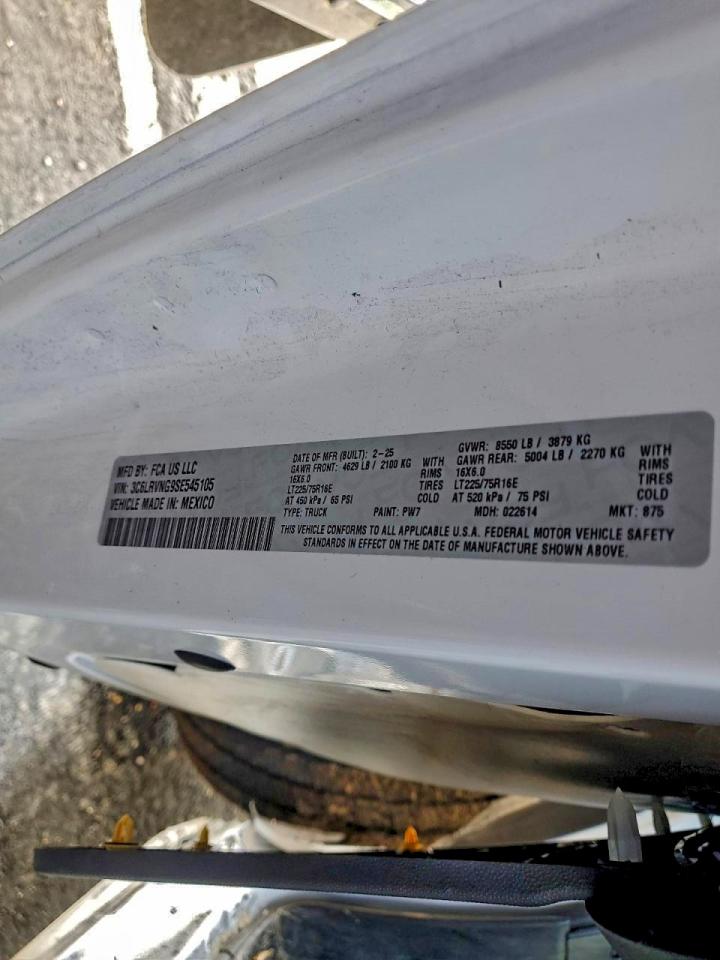 MFD BY: FCA US LLC
VIN: 3C6LRVNG9SE545105
VEHICLE MADE IN: MEXICO
DATE OF MFR (BUILT): 2-25
GAWR FRONT: 4629 LB / 2100 KG WITH
16X6.0 RIMS
LT225/75R16E TIRES
AT 450 kPa / 65 PSI COLD
GVWR: 8550 LB / 3879 KG
GAWR REAR: 5004 LB / 2270 KG WITH
16X6.0 RIMS
LT225/75R16E TIRES
AT 520 kPa / 75 PSI COLD
TYPE: TRUCK PAINT: PW7 MDH: 022614 MKT: 875
THIS VEHICLE CONFORMS TO ALL APPLICABLE U.S.A. FEDERAL MOTOR VEHICLE SAFETY
STANDARDS IN EFFECT ON THE DATE OF MANUFACTURE SHOWN ABOVE.